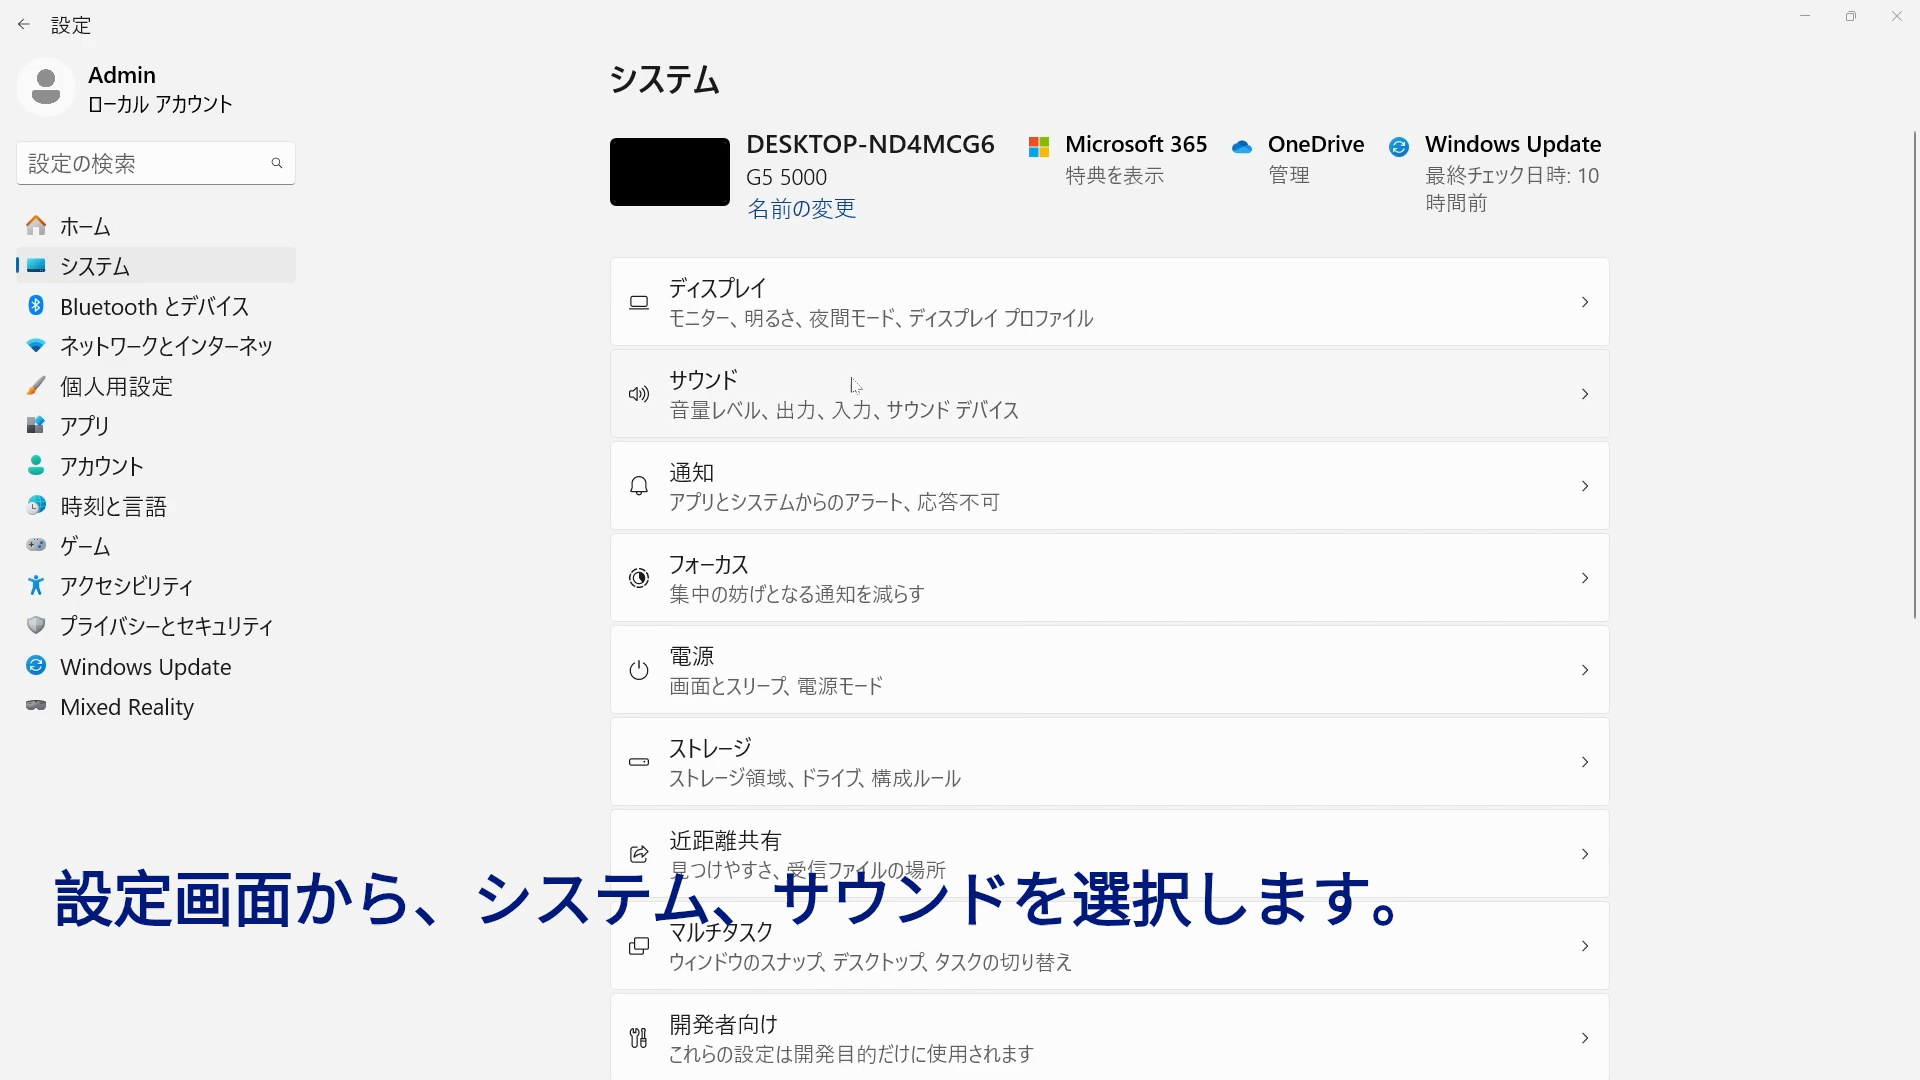 設定
Admin
ローカル アカウント
設定の検索
ホーム
システム
Bluetooth とデバイス
ネットワークとインターネッ
個人用設定
アプリ
アカウント
時刻と言語
ゲーム
アクセシビリティ
プライバシーとセキュリティ
Windows Update
Mixed Reality
システム
DESKTOP-ND4MCG6
G5 5000
名前の変更
Microsoft 365
特典を表示
OneDrive
管理
Windows Update
最終チェック日時: 10
時間前
ディスプレイ
モニター、明るさ、夜間モード、ディスプレイ プロファイル
サウンド
音量レベル、出力、入力、サウンド デバイス
通知
アプリとシステムからのアラート、応答不可
フォーカス
集中の妨げとなる通知を減らす
電源
画面とスリープ、電源モード
ストレージ
ストレージ領域、ドライブ、構成ルール
近距離共有
見つけやすさ、受信ファイルの場所
設定画面から、システム、サウンドを選択します。
マルチタスク
ウィンドウのスナップ、デスクトップ、タスクの切り替え
開発者向け
これらの設定は開発目的だけに使用されます